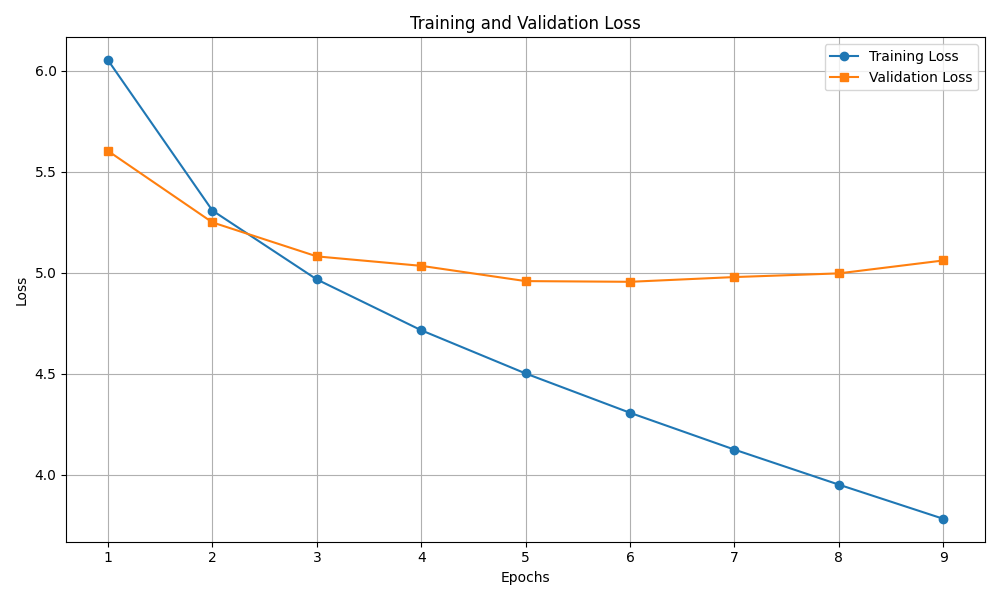 Training and Validation Loss
Training Loss
Validation Loss
6.0
5.5
5.0
4.5
4.0
Loss
1 2 3 4 5 6 7 8 9
Epochs